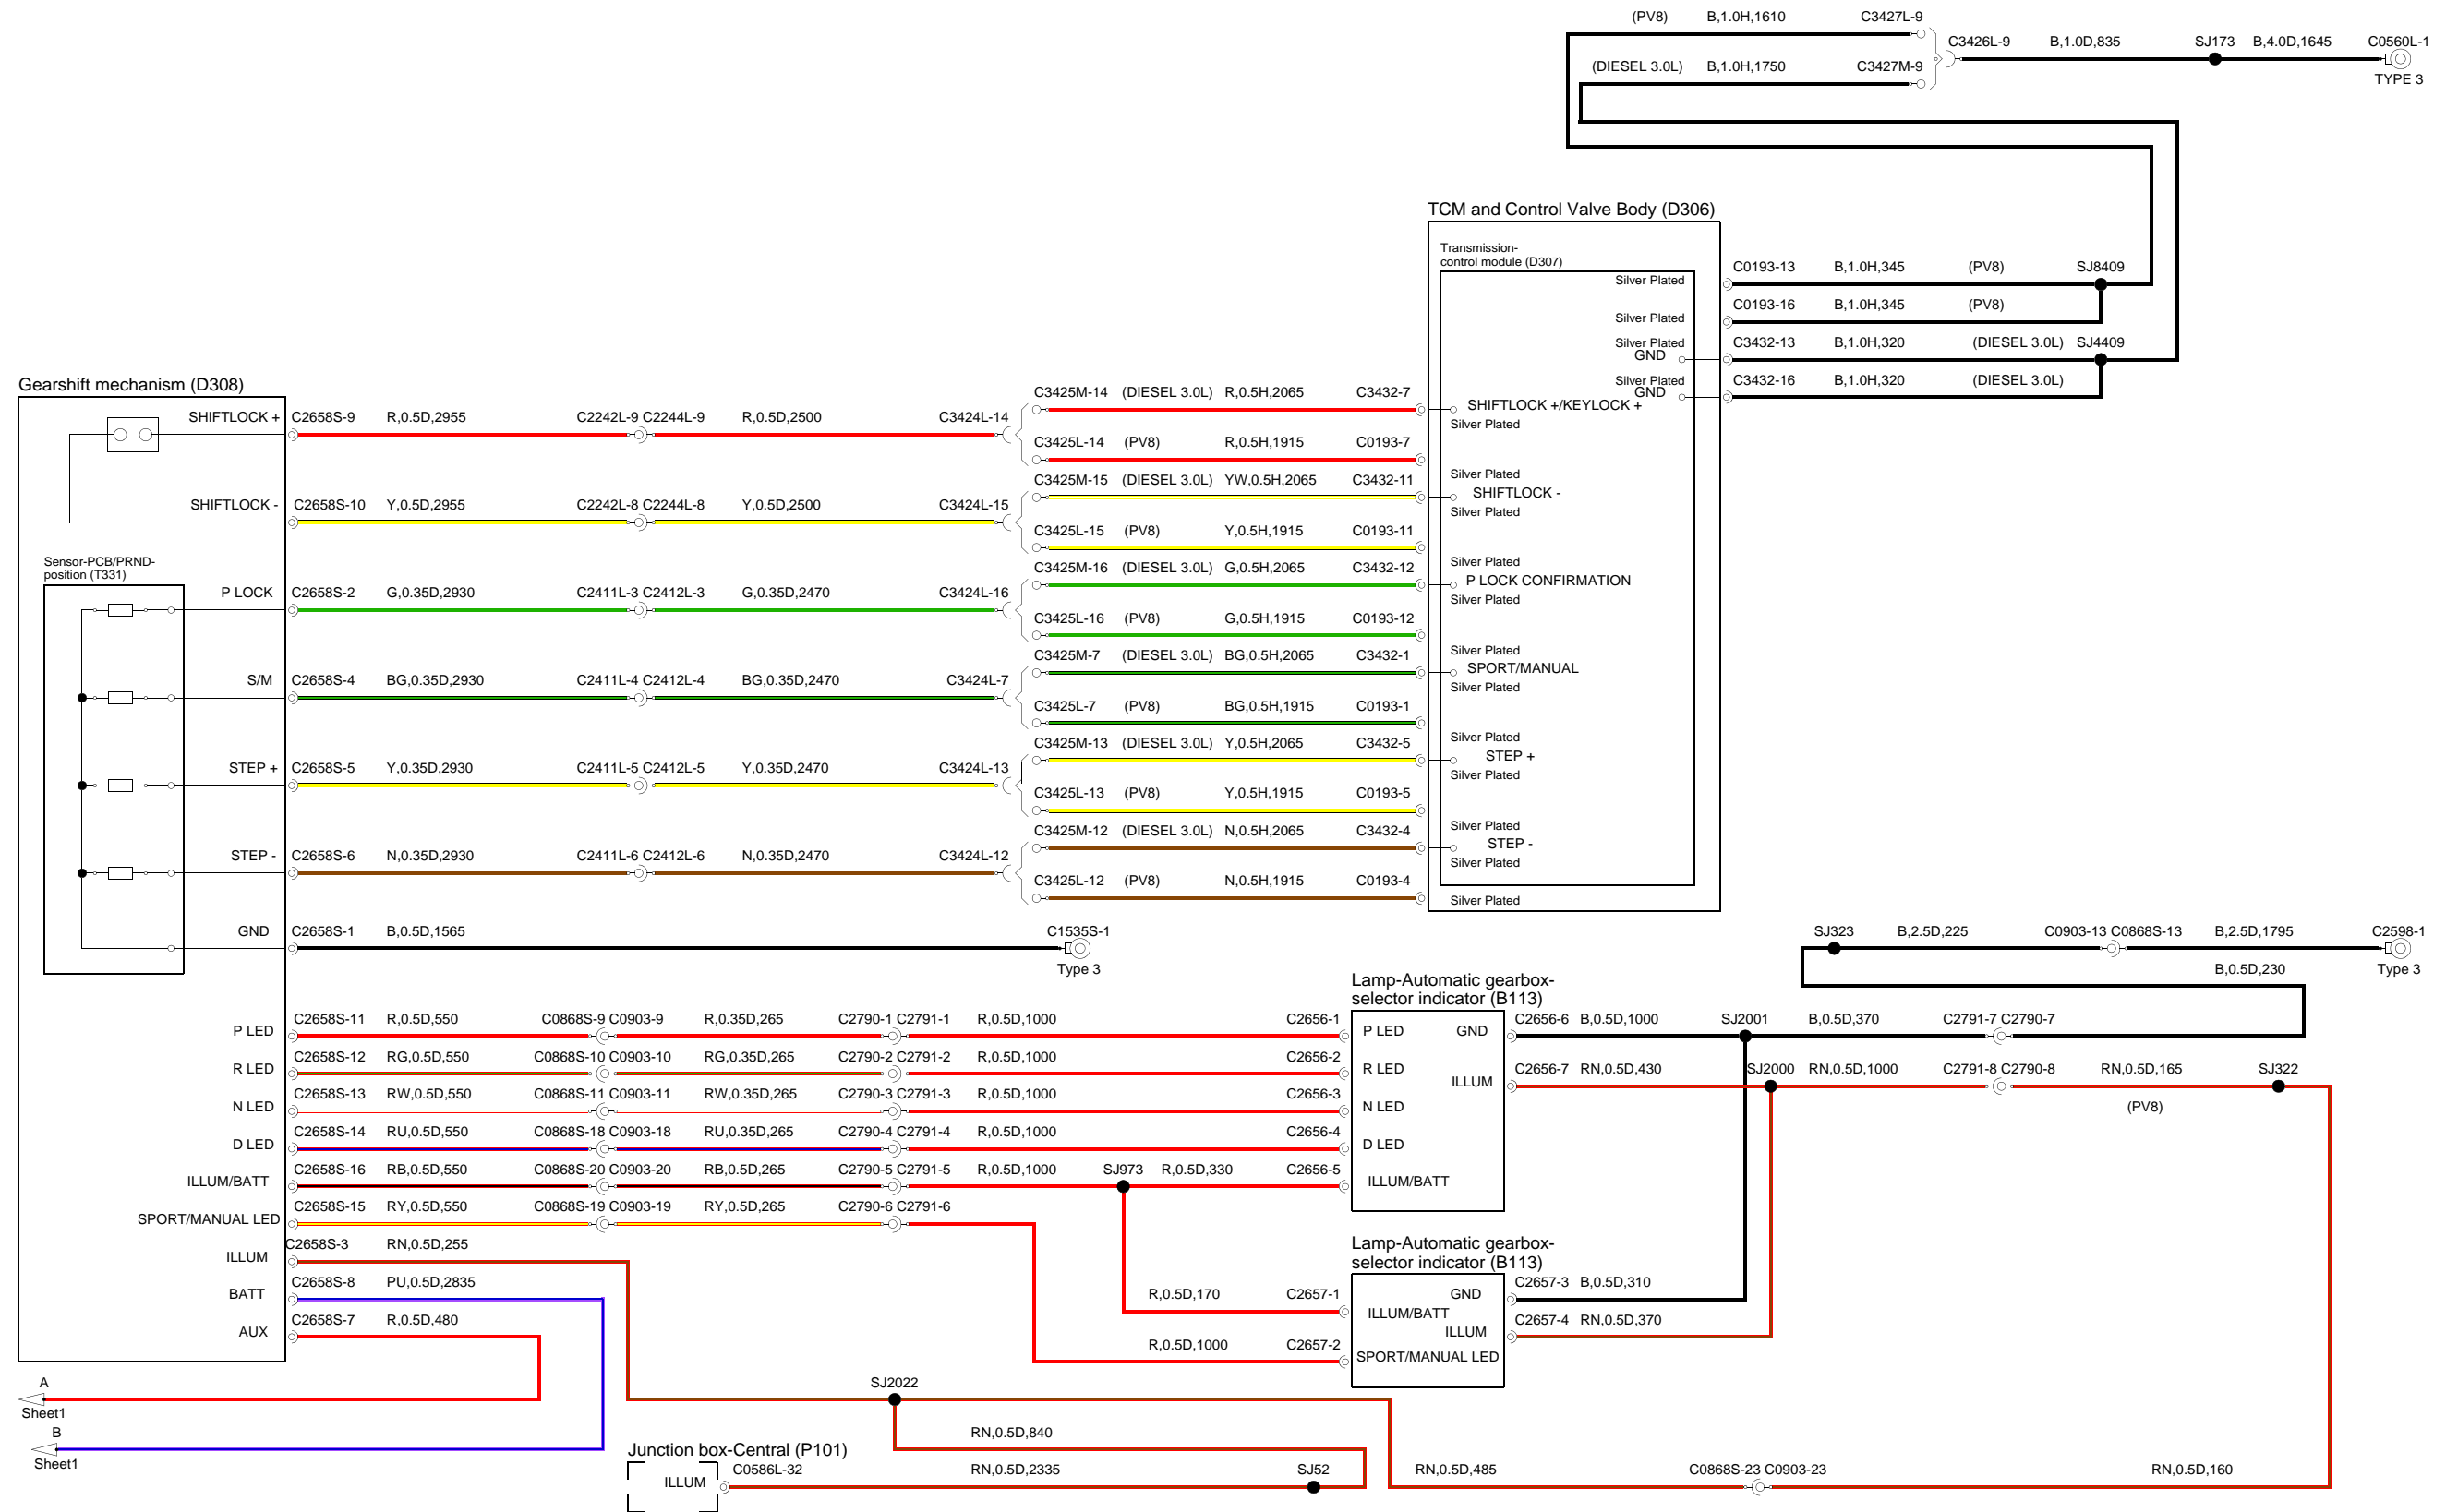 (PV8) B,1.0H,1610 C3427L-9
C3426L-9 B,1.0D,835 SJ173 B,4.0D,1645 C0560L-1
(DIESEL 3.0L) B,1.0H,1750 C3427M-9
TYPE 3
TCM and Control Valve Body (D306)
Transmission-
control module (D307)
Silver Plated C0193-13 B,1.0H,345 (PV8) SJ8409
Silver Plated C0193-16 B,1.0H,345 (PV8)
Silver Plated
GND C3432-13 B,1.0H,320 (DIESEL 3.0L) SJ4409
Silver Plated
GND C3432-16 B,1.0H,320 (DIESEL 3.0L)
Gearshift mechanism (D308)
C3425M-14 (DIESEL 3.0L) R,0.5H,2065 C3432-7
SHIFTLOCK +/KEYLOCK +
SHIFTLOCK + C2658S-9 R,0.5D,2955 C2242L-9 C2244L-9 R,0.5D,2500 C3424L-14
Silver Plated
C3425L-14 (PV8) R,0.5H,1915 C0193-7
Silver Plated
C3425M-15 (DIESEL 3.0L) YW,0.5H,2065 C3432-11
SHIFTLOCK -
SHIFTLOCK - C2658S-10 Y,0.5D,2955 C2242L-8 C2244L-8 Y,0.5D,2500 C3424L-15
Silver Plated
C3425L-15 (PV8) Y,0.5H,1915 C0193-11
Sensor-PCB/PRND-
position (T331)
Silver Plated
C3425M-16 (DIESEL 3.0L) G,0.5H,2065 C3432-12
P LOCK CONFIRMATION
P LOCK C2658S-2 G,0.35D,2930 C2411L-3 C2412L-3 G,0.35D,2470 C3424L-16
Silver Plated
C3425L-16 (PV8) G,0.5H,1915 C0193-12
Silver Plated
C3425M-7 (DIESEL 3.0L) BG,0.5H,2065 C3432-1
SPORT/MANUAL
S/M C2658S-4 BG,0.35D,2930 C2411L-4 C2412L-4 BG,0.35D,2470 C3424L-7
Silver Plated
C3425L-7 (PV8) BG,0.5H,1915 C0193-1
Silver Plated
C3425M-13 (DIESEL 3.0L) Y,0.5H,2065 C3432-5
STEP +
STEP + C2658S-5 Y,0.35D,2930 C2411L-5 C2412L-5 Y,0.35D,2470 C3424L-13
Silver Plated
C3425L-13 (PV8) Y,0.5H,1915 C0193-5
Silver Plated
C3425M-12 (DIESEL 3.0L) N,0.5H,2065 C3432-4
STEP -
STEP - C2658S-6 N,0.35D,2930 C2411L-6 C2412L-6 N,0.35D,2470 C3424L-12
Silver Plated
C3425L-12 (PV8) N,0.5H,1915 C0193-4
Silver Plated
GND C2658S-1 B,0.5D,1565 C1535S-1
Type 3
SJ323 B,2.5D,225 C0903-13 C0868S-13 B,2.5D,1795 C2598-1
B,0.5D,230 Type 3
Lamp-Automatic gearbox-
selector indicator (B113)
P LED C2658S-11 R,0.5D,550 C0868S-9 C0903-9 R,0.35D,265 C2790-1 C2791-1 R,0.5D,1000 C2656-1 P LED GND C2656-6 B,0.5D,1000 SJ2001 B,0.5D,370 C2791-7 C2790-7
R LED C2658S-12 RG,0.5D,550 C0868S-10 C0903-10 RG,0.35D,265 C2790-2 C2791-2 R,0.5D,1000 C2656-2 R LED ILLUM C2656-7 RN,0.5D,430 SJ2000 RN,0.5D,1000 C2791-8 C2790-8 RN,0.5D,165 SJ322
N LED C2658S-13 RW,0.5D,550 C0868S-11 C0903-11 RW,0.35D,265 C2790-3 C2791-3 R,0.5D,1000 C2656-3 N LED (PV8)
D LED C2658S-14 RU,0.5D,550 C0868S-18 C0903-18 RU,0.35D,265 C2790-4 C2791-4 R,0.5D,1000 C2656-4 D LED
ILLUM/BATT C2658S-16 RB,0.5D,550 C0868S-20 C0903-20 RB,0.5D,265 C2790-5 C2791-5 R,0.5D,1000 SJ973 R,0.5D,330 C2656-5 ILLUM/BATT
SPORT/MANUAL LED C2658S-15 RY,0.5D,550 C0868S-19 C0903-19 RY,0.5D,265 C2790-6 C2791-6
ILLUM C2658S-3 RN,0.5D,255
Lamp-Automatic gearbox-
selector indicator (B113)
BATT C2658S-8 PU,0.5D,2835
R,0.5D,170 C2657-1 ILLUM/BATT GND C2657-3 B,0.5D,310
AUX C2658S-7 R,0.5D,480
ILLUM C2657-4 RN,0.5D,370
R,0.5D,1000 C2657-2 SPORT/MANUAL LED
A
Sheet1
SJ2022
B
Sheet1
RN,0.5D,840
Junction box-Central (P101)
ILLUM C0586L-32 RN,0.5D,2335 SJ52 RN,0.5D,485 C0868S-23 C0903-23 RN,0.5D,160